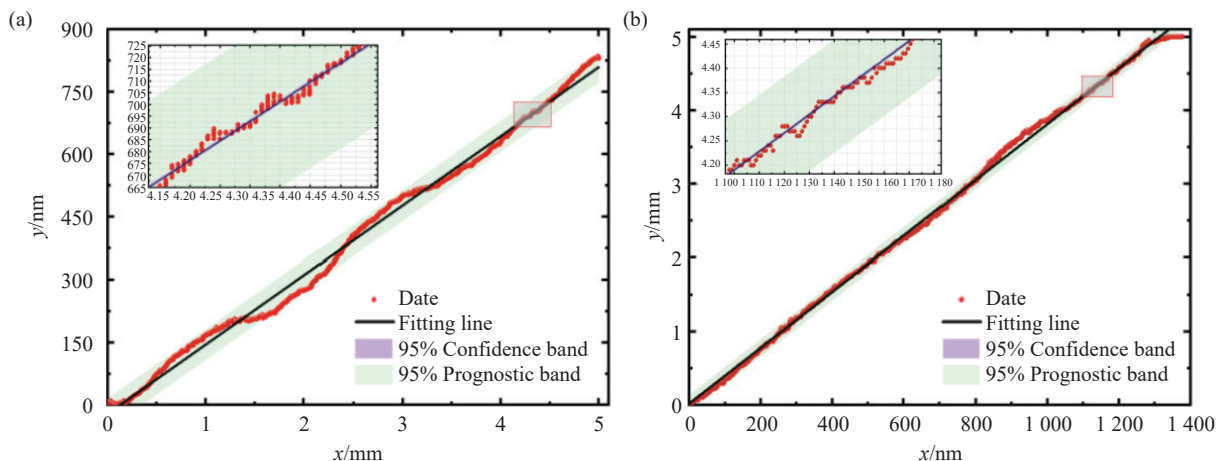 (a)
900
750
600
450
300
150
0
y/nm
0 1 2 3 4 5
x/mm
725
720
715
710
705
700
695
690
685
680
675
670
665
4.15 4.20 4.25 4.30 4.35 4.40 4.45 4.50 4.55
Date
Fitting line
95% Confidence band
95% Prognostic band
(b)
5
4
3
2
1
0
y/mm
0 200 400 600 800 1 000 1 200 1 400
x/nm
4.45
4.40
4.35
4.30
4.25
4.20
1 100 1 110 1 120 1 130 1 140 1 150 1 160 1 170 1 180
Date
Fitting line
95% Confidence band
95% Prognostic band